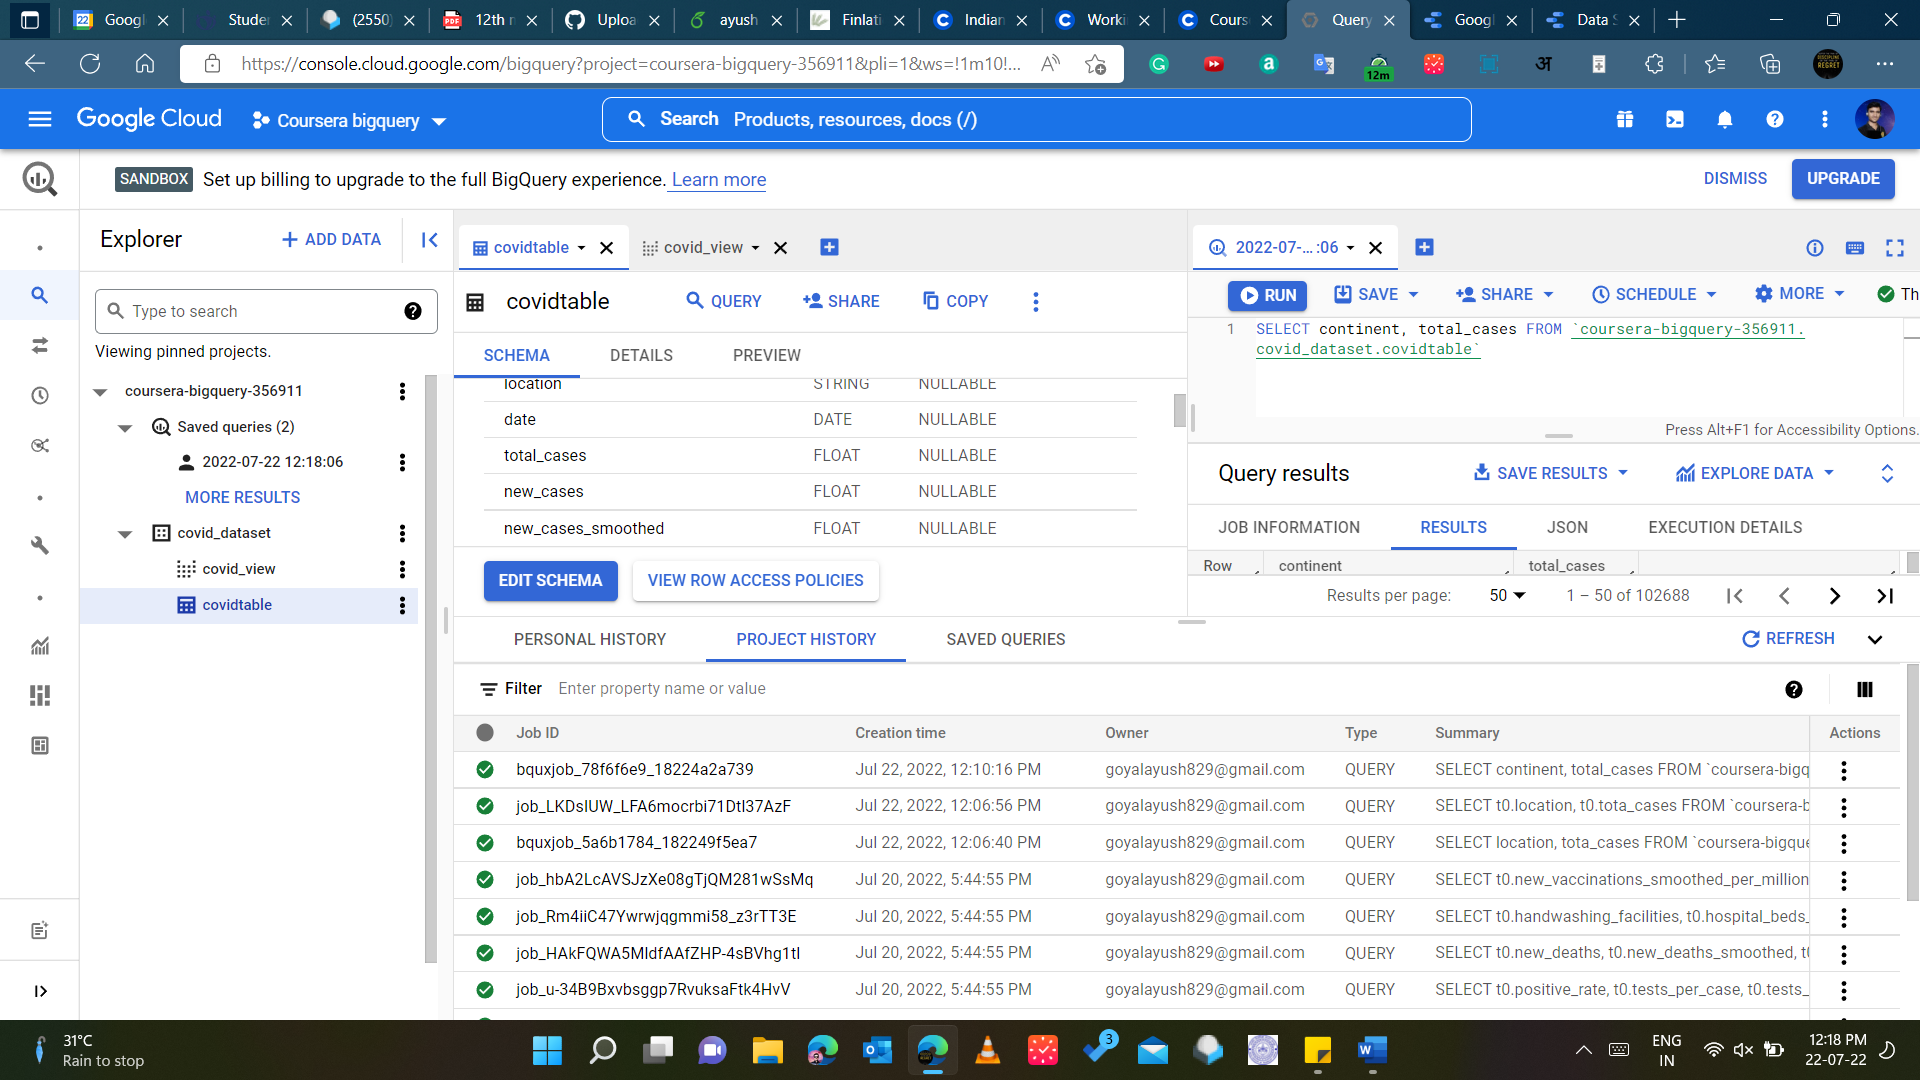 Googl
Studer
(2550)
12th r
Uploa
ayush
Finlati
Indian
Workin
Cours
Query
Googl
Data S
https://console.cloud.google.com/bigquery?project=coursera-bigquery-356911&pli=1&ws=!1m10!...
12m
अ
Google Cloud
Coursera bigquery
Search Products, resources, docs (/)
SANDBOX Set up billing to upgrade to the full BigQuery experience. Learn more
DISMISS
UPGRADE
Explorer
+ ADD DATA
Type to search
Viewing pinned projects.
coursera-bigquery-356911
Saved queries (2)
2022-07-22 12:18:06
MORE RESULTS
covid_dataset
covid_view
covidtable
covidtable
covid_view
covidtable
QUERY
SHARE
COPY
SCHEMA
DETAILS
PREVIEW
location STRING NULLABLE
date DATE NULLABLE
total_cases FLOAT NULLABLE
new_cases FLOAT NULLABLE
new_cases_smoothed FLOAT NULLABLE
EDIT SCHEMA
VIEW ROW ACCESS POLICIES
2022-07-...:06
RUN
SAVE
SHARE
SCHEDULE
MORE
Th
1 SELECT continent, total_cases FROM `coursera-bigquery-356911.
covid_dataset.covidtable`
Press Alt+F1 for Accessibility Options.
Query results
SAVE RESULTS
EXPLORE DATA
JOB INFORMATION
RESULTS
JSON
EXECUTION DETAILS
Row continent total_cases
Results per page: 50 1 – 50 of 102688
PERSONAL HISTORY
PROJECT HISTORY
SAVED QUERIES
REFRESH
Filter Enter property name or value
Job ID Creation time Owner Type Summary Actions
bquxjob_78f6f6e9_18224a2a739 Jul 22, 2022, 12:10:16 PM goyalayush829@gmail.com QUERY SELECT continent, total_cases FROM `coursera-bigq
job_LKDsIUW_LFA6mocrbi71DtI37AzF Jul 22, 2022, 12:06:56 PM goyalayush829@gmail.com QUERY SELECT t0.location, t0.tota_cases FROM `coursera-b
bquxjob_5a6b1784_182249f5ea7 Jul 22, 2022, 12:06:40 PM goyalayush829@gmail.com QUERY SELECT location, tota_cases FROM `coursera-bigque
job_hbA2LcAVSJzXe08gTjQM281wSsMq Jul 20, 2022, 5:44:55 PM goyalayush829@gmail.com QUERY SELECT t0.new_vaccinations_smoothed_per_million
job_Rm4iiC47Ywrwjqgmmi58_z3rTT3E Jul 20, 2022, 5:44:55 PM goyalayush829@gmail.com QUERY SELECT t0.handwashing_facilities, t0.hospital_beds_
job_HAkFQWA5MldfAAfZHP-4sBVhg1tI Jul 20, 2022, 5:44:55 PM goyalayush829@gmail.com QUERY SELECT t0.new_deaths, t0.new_deaths_smoothed, t0
job_u-34B9Bxvbsggp7RvuksaFtk4HvV Jul 20, 2022, 5:44:55 PM goyalayush829@gmail.com QUERY SELECT t0.positive_rate, t0.tests_per_case, t0.tests_
31°C
Rain to stop
3
ENG
IN
12:18 PM
22-07-22